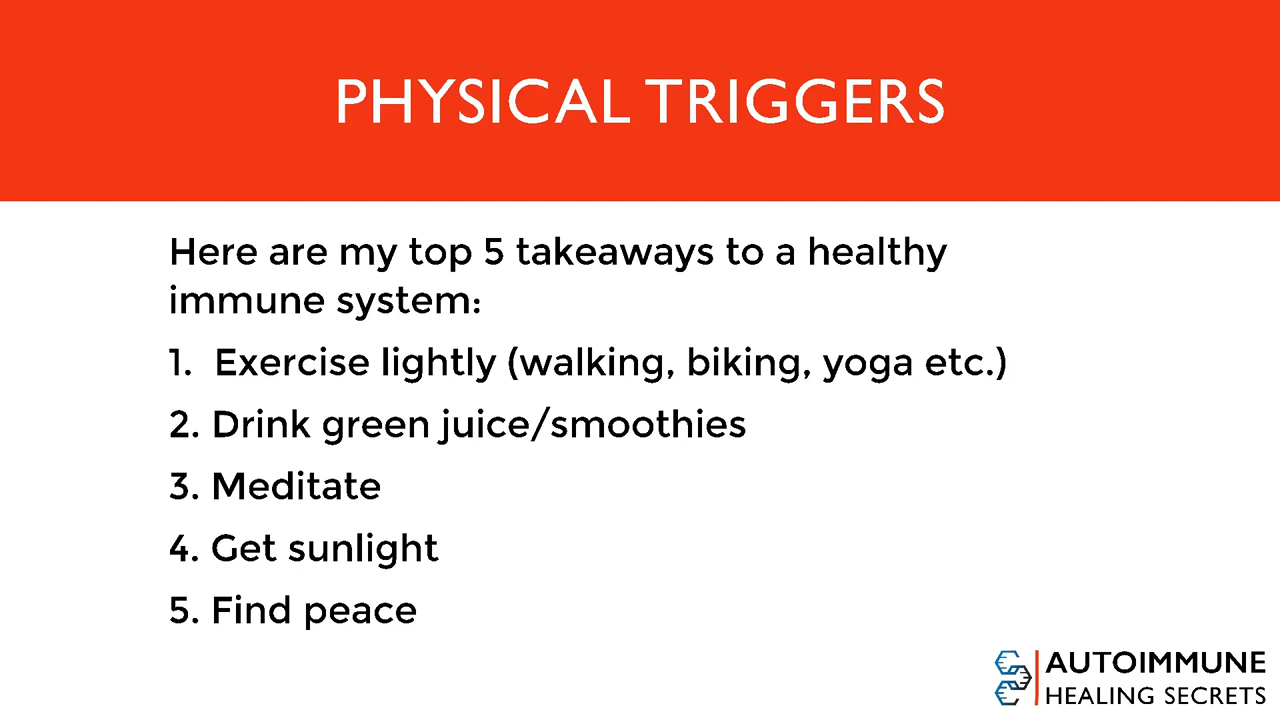 PHYSICAL TRIGGERS
Here are my top 5 takeaways to a healthy
immune system:
1. Exercise lightly (walking, biking, yoga etc.)
2. Drink green juice/smoothies
3. Meditate
4. Get sunlight
5. Find peace
AUTOIMMUNE
HEALING SECRETS